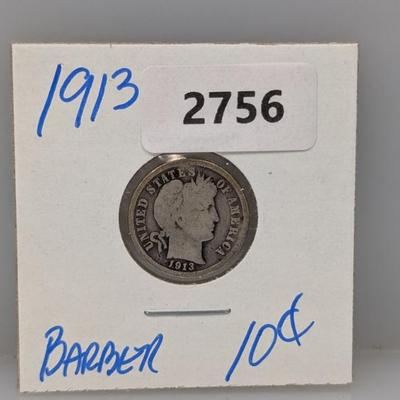 1913
2756
UNITED STATES OF AMERICA
1913
BARBER 10¢